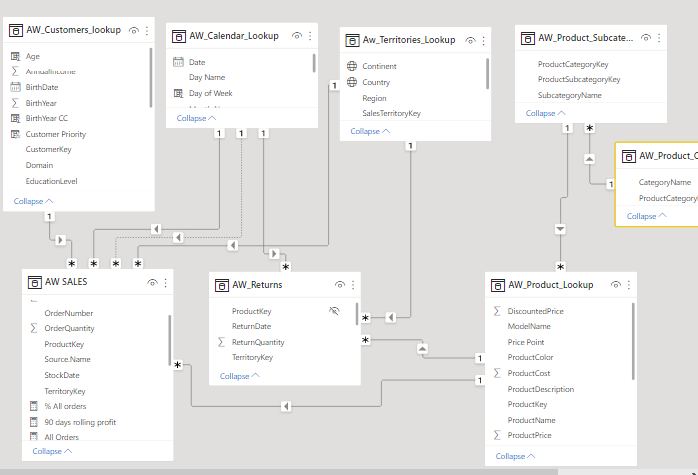 AW_Customers_lookup
Age
AnnualIncome
BirthDate
BirthYear
BirthYear CC
Customer Priority
CustomerKey
Domain
EducationLevel
Collapse
AW_Calendar_Lookup
Date
Day Name
Day of Week
Collapse
Aw_Territories_Lookup
Continent
Country
Region
SalesTerritoryKey
Collapse
AW_Product_Subcate...
ProductCategoryKey
ProductSubcategoryKey
SubcategoryName
Collapse
AW_Product_C
CategoryName
ProductCategory
Collapse
1
1
1
1
1
1
1
*
1
*
*
*
*
*
*
AW SALES
OrderNumber
OrderQuantity
ProductKey
Source.Name
StockDate
TerritoryKey
% All orders
90 days rolling profit
All Orders
Collapse
*
AW_Returns
ProductKey
ReturnDate
ReturnQuantity
TerritoryKey
Collapse
*
*
1
1
AW_Product_Lookup
DiscountedPrice
ModelName
Price Point
ProductColor
ProductCost
ProductDescription
ProductKey
ProductName
ProductPrice
Collapse